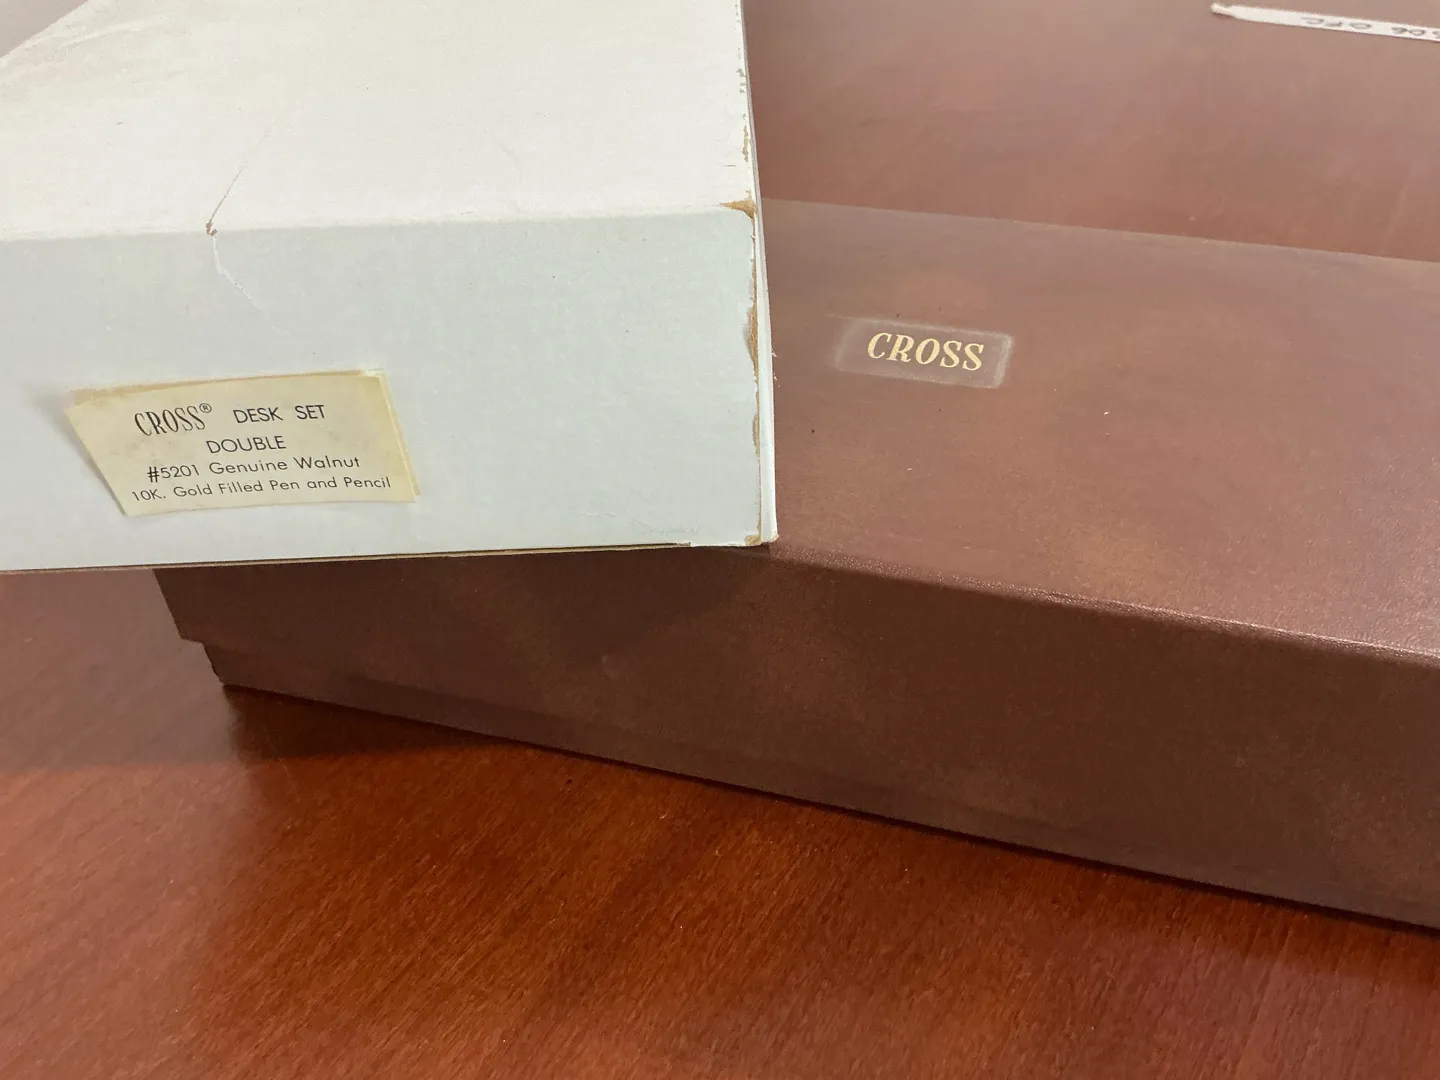 CROSS® DESK SET
DOUBLE
#5201 Genuine Walnut
10K. Gold Filled Pen and Pencil
CROSS